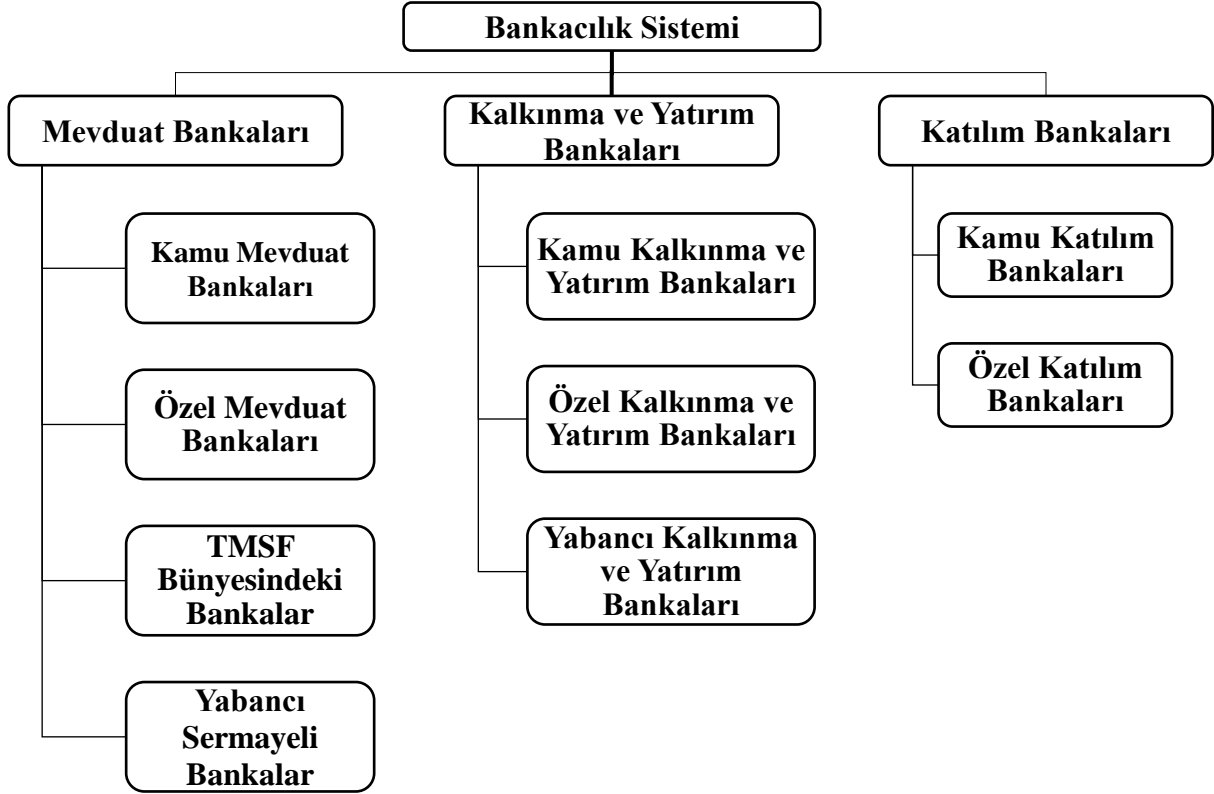 Bankacılık Sistemi
Mevduat Bankaları
Kamu Mevduat
Bankaları
Özel Mevduat
Bankaları
TMSF
Bünyesindeki
Bankalar
Yabancı
Sermayeli
Bankalar
Kalkınma ve Yatırım
Bankaları
Kamu Kalkınma ve
Yatırım Bankaları
Özel Kalkınma ve
Yatırım Bankaları
Yabancı Kalkınma
ve Yatırım
Bankaları
Katılım Bankaları
Kamu Katılım
Bankaları
Özel Katılım
Bankaları